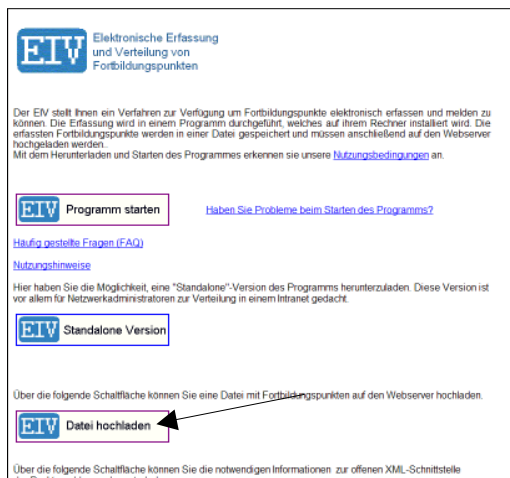 EIV
Elektronische Erfassung
und Verteilung von
Fortbildungspunkten
Der EIV stellt Ihnen ein Verfahren zur Verfügung um Fortbildungspunkte elektronisch erfassen und melden zu
können. Die Erfassung wird in einem Programm durchgeführt, welches auf ihrem Rechner installiert wird. Die
erfassten Fortbildungspunkte werden in einer Datei gespeichert und müssen anschließend auf den Webserver
hochgeladen werden.
Mit dem Herunterladen und Starten des Programmes erkennen sie unsere Nutzungsbedingungen an.
EIV Programm starten Haben Sie Probleme beim Starten des Programms?
Häufig gestellte Fragen (FAQ)
Nutzungshinweise
Hier haben Sie die Möglichkeit, eine "Standalone"-Version des Programms herunterzuladen. Diese Version ist
vor allem für Netzwerkadministratoren zur Verteilung in einem Intranet gedacht.
EIV Standalone Version
Über die folgende Schaltfläche können Sie eine Datei mit Fortbildungspunkten auf den Webserver hochladen.
EIV Datei hochladen
Über die folgende Schaltfläche können Sie die notwendigen Informationen zur offenen XML-Schnittstelle